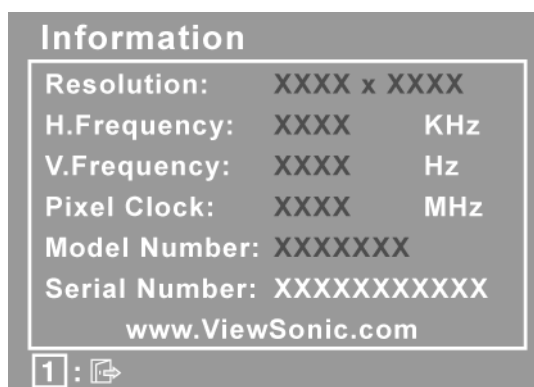 Information
Resolution: XXXX x XXXX
H.Frequency: XXXX KHz
V.Frequency: XXXX Hz
Pixel Clock: XXXX MHz
Model Number: XXXXXXX
Serial Number: XXXXXXXXXXX
www.ViewSonic.com
1 :